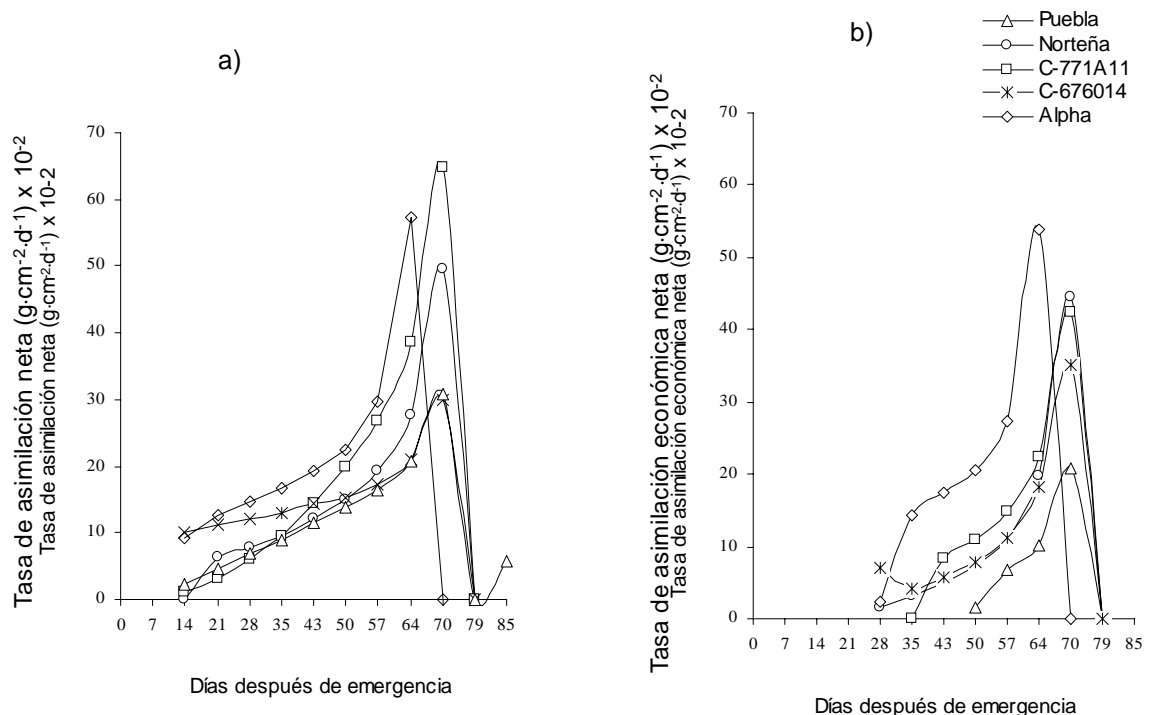 a)
Tasa de asimilación neta (g·cm⁻²·d⁻¹) x 10⁻²
Tasa de asimilación neta (g·cm⁻²·d⁻¹) x 10-2
70
60
50
40
30
20
10
0
0 7 14 21 28 35 43 50 57 64 70 79 85
Días después de emergencia
b)
Puebla
Norteña
C-771A11
C-676014
Alpha
Tasa de asimilación económica neta (g·cm⁻²·d⁻¹) x 10⁻²
Tasa de asimilación económica neta (g·cm⁻²·d⁻¹) x 10-2
70
60
50
40
30
20
10
0
0 7 14 21 28 35 43 50 57 64 70 79 85
Días después de emergencia